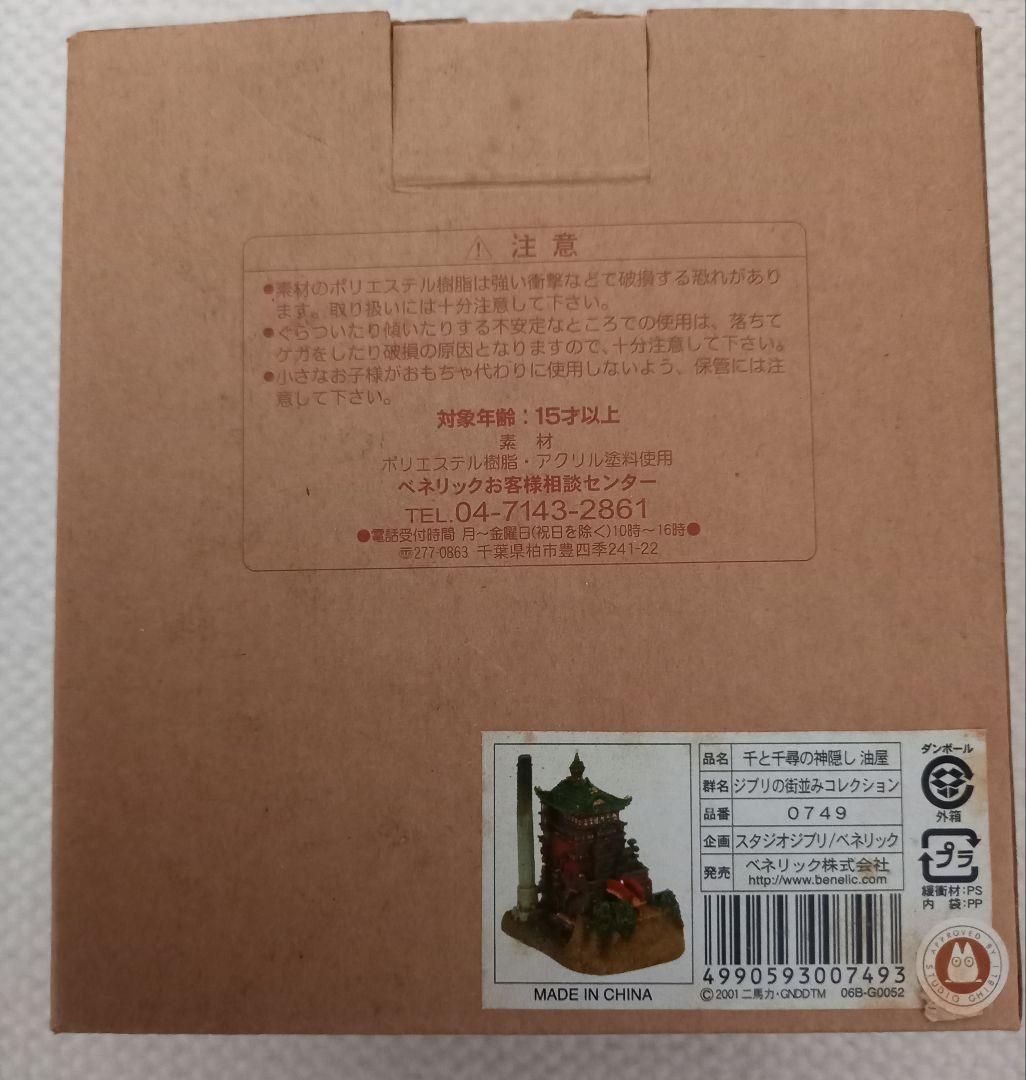 ⚠ 注意
●素材のポリエステル樹脂は強い衝撃などで破損する恐れがあり
ます。取り扱いには十分注意して下さい。
●ぐらついたり傾いたりする不安定なところでの使用は、落ちて
ケガをしたり破損の原因となりますので、十分注意して下さい。
●小さなお子様がおもちゃ代わりに使用しないよう、保管には注
意して下さい。
対象年齢：15才以上
素 材
ポリエステル樹脂・アクリル塗料使用
ベネリックお客様相談センター
TEL.04-7143-2861
●電話受付時間 月〜金曜日(祝日を除く)10時〜16時●
〒277-0863 千葉県柏市豊四季241-22
品名 千と千尋の神隠し 油屋
群名 ジブリの街並みコレクション
品番 0749
企画 スタジオジブリ/ベネリック
発売 ベネリック株式会社
http://www.benelic.com
4990593007493
©2001 二馬力・GNDDTM 06B-G0052
MADE IN CHINA
ダンボール
外箱
プラ
緩衝材:PS
内 袋:PP
APPROVED BY STUDIO GHIBLI